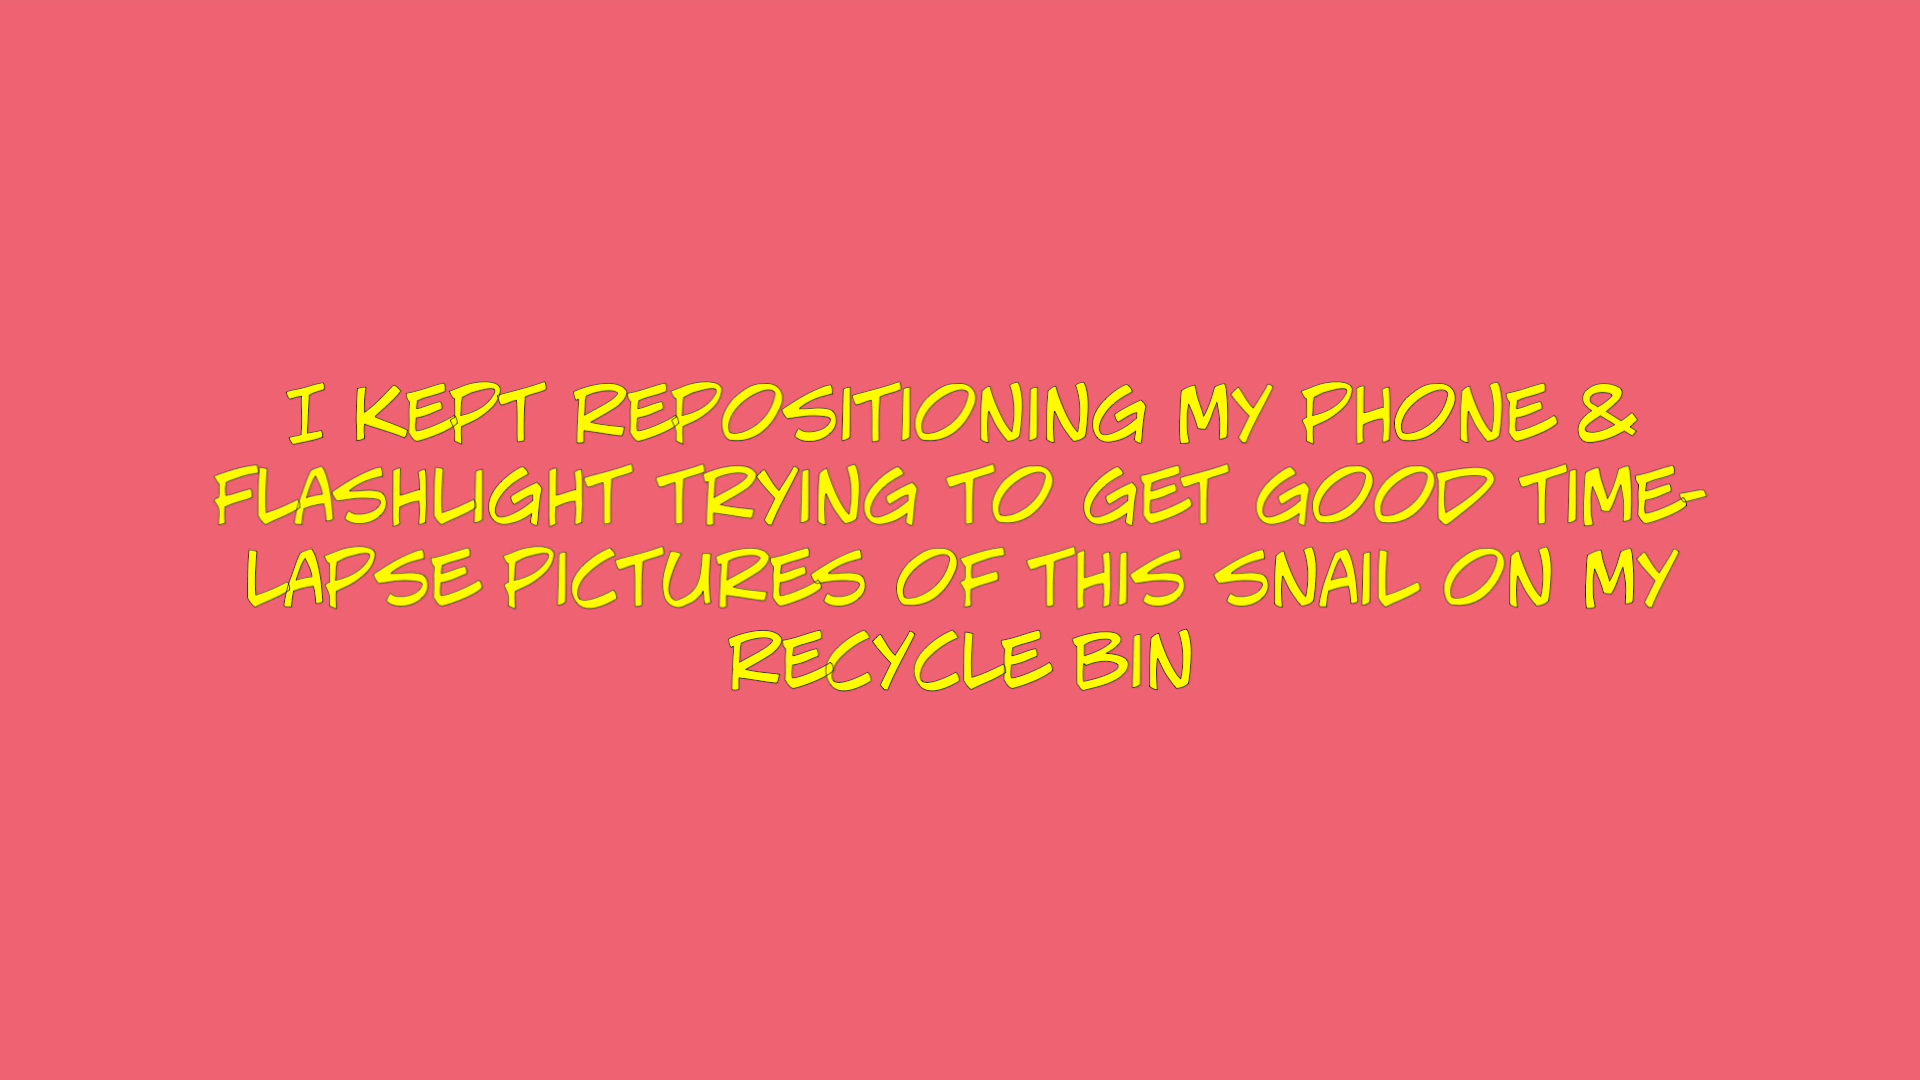 I KEPT REPOSITIONING MY PHONE &
FLASHLIGHT TRYING TO GET GOOD TIME-
LAPSE PICTURES OF THIS SNAIL ON MY
RECYCLE BIN